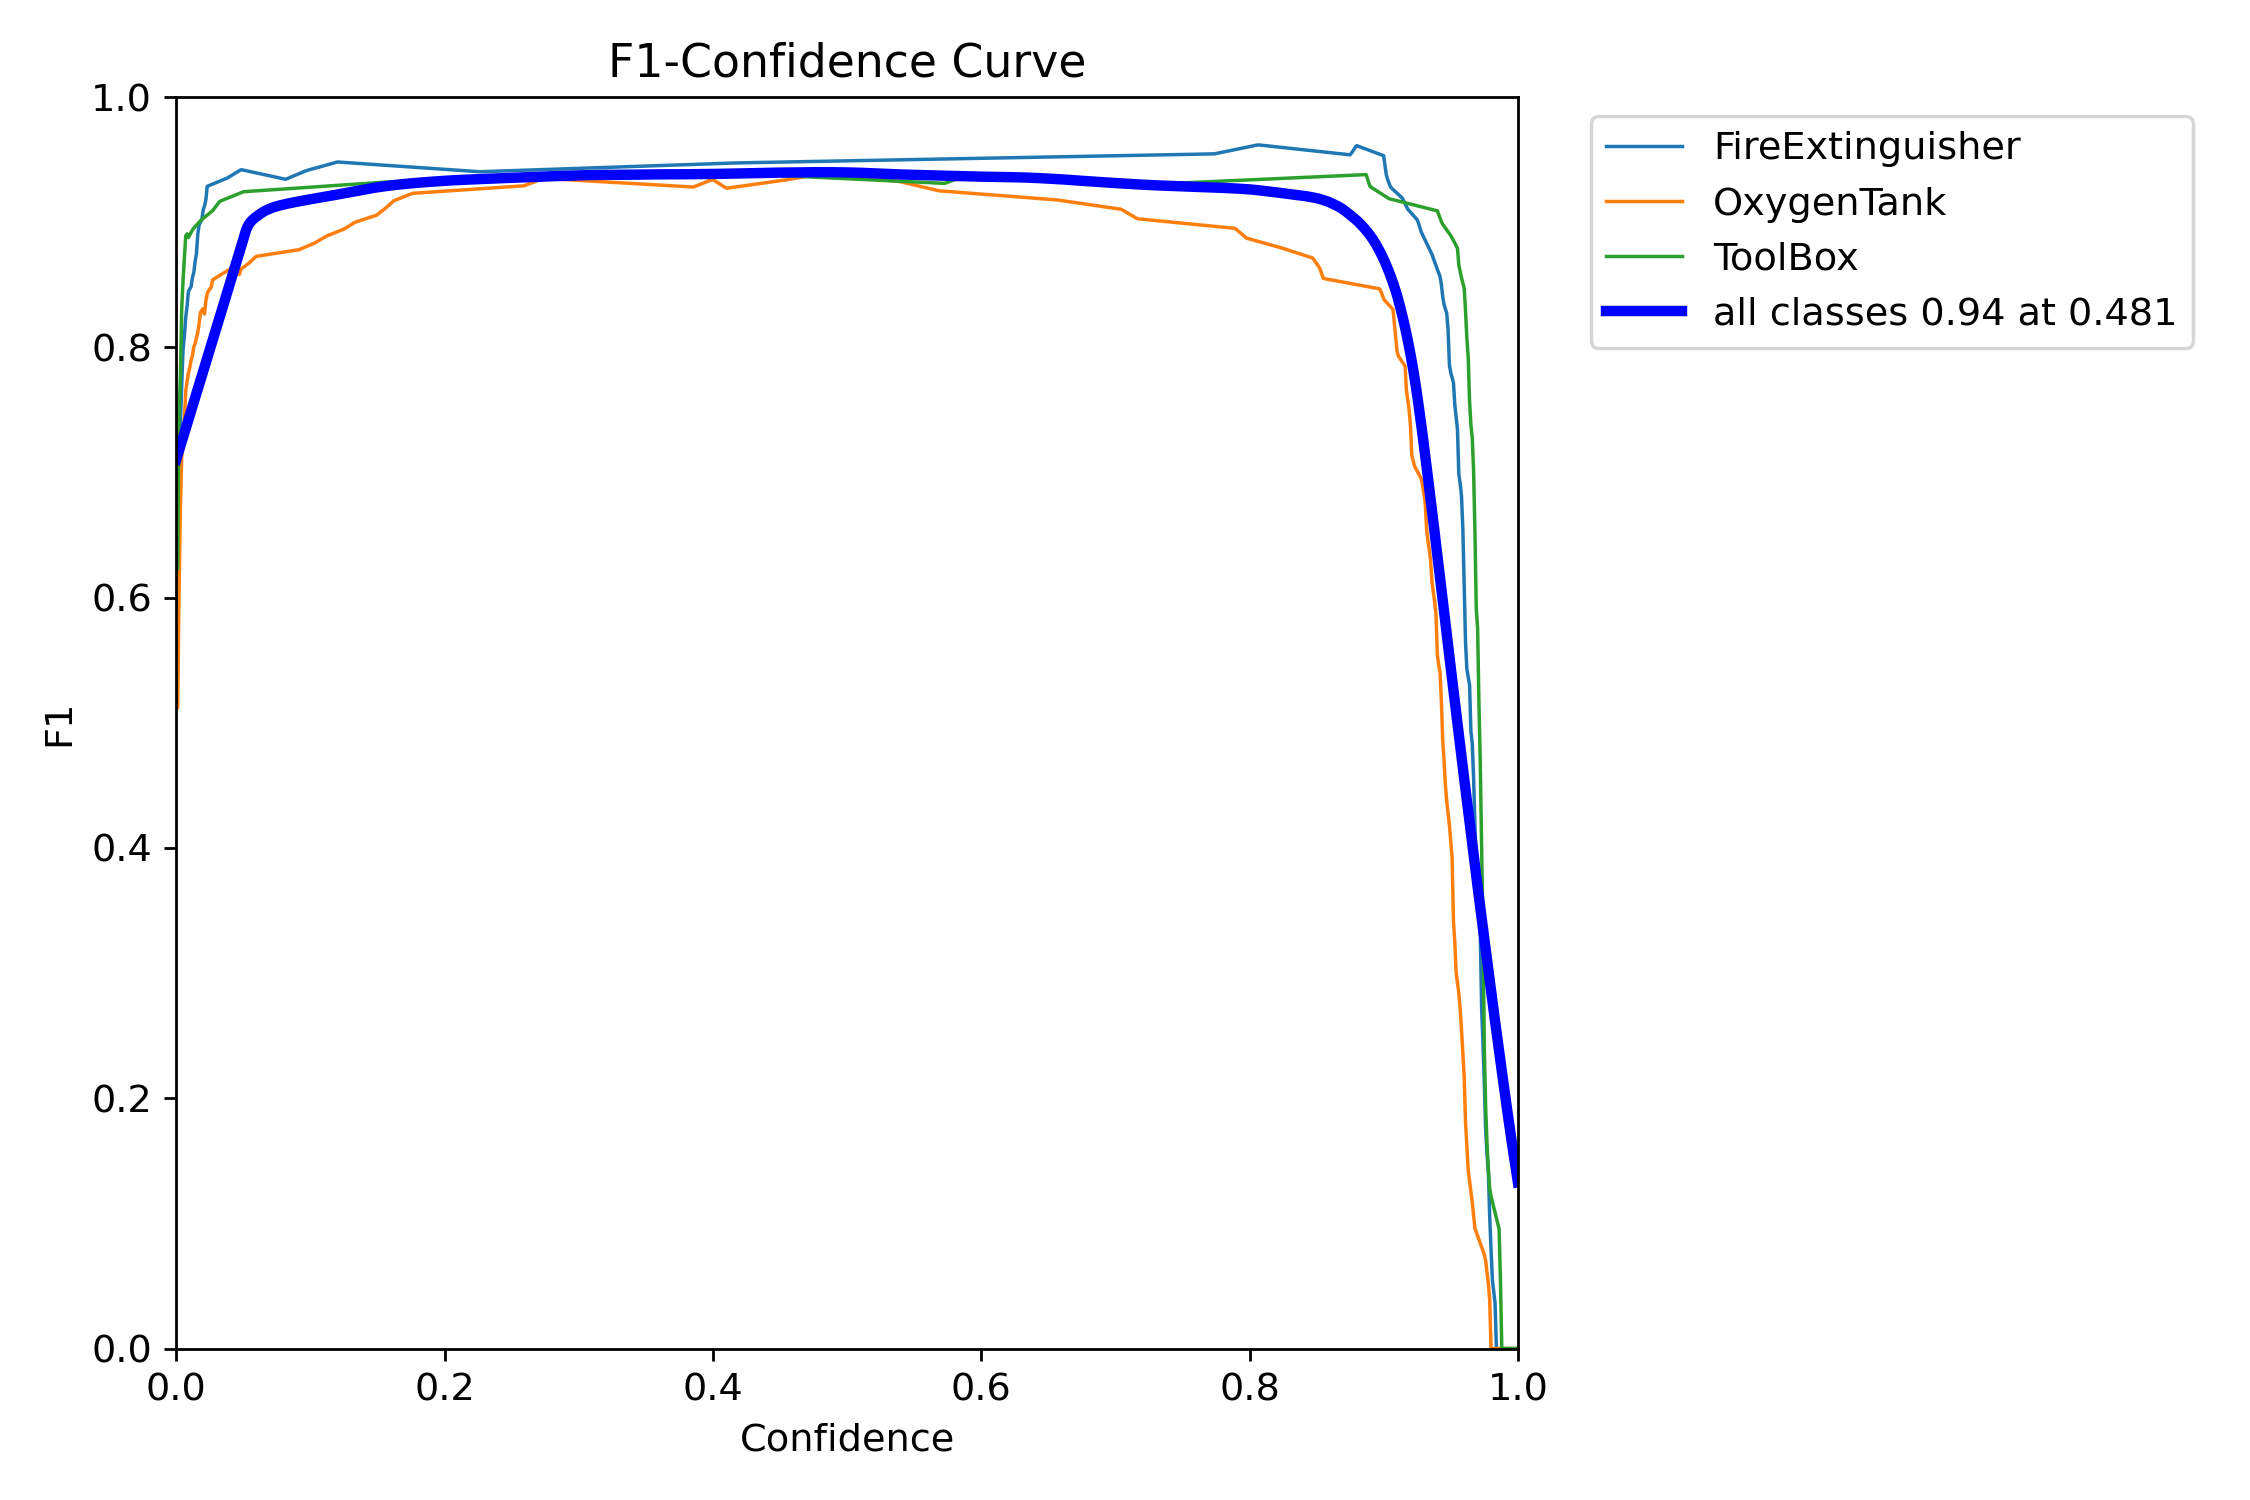 F1-Confidence Curve
1.0
0.8
0.6
0.4
0.2
0.0
F1
0.0 0.2 0.4 0.6 0.8 1.0
Confidence
FireExtinguisher
OxygenTank
ToolBox
all classes 0.94 at 0.481